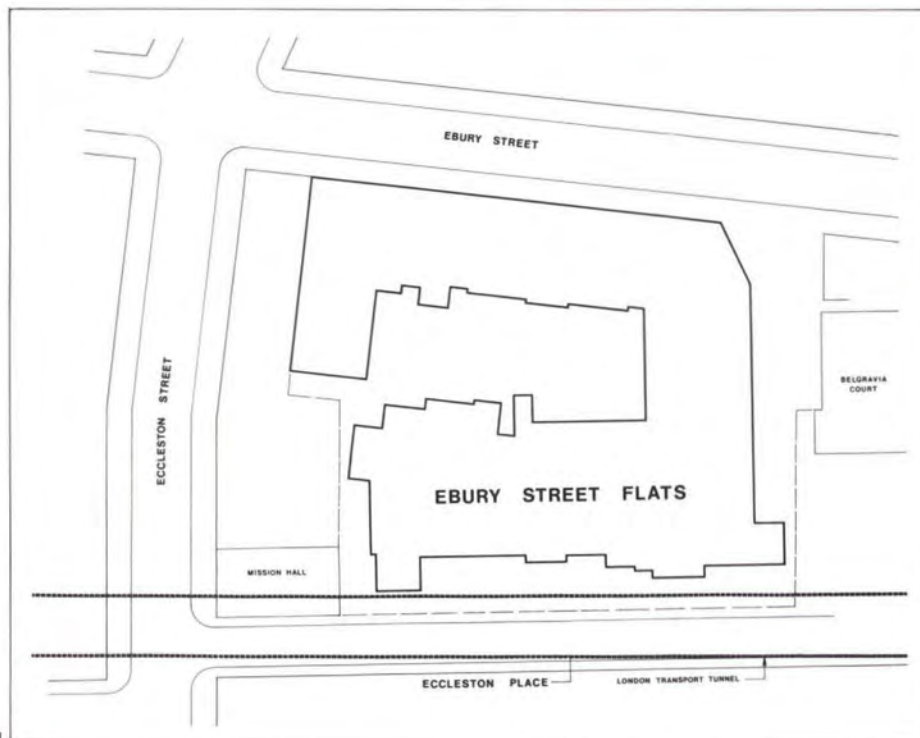 EBURY STREET
ECCLESTON STREET
BELGRAVIA
COURT
EBURY STREET FLATS
MISSION HALL
ECCLESTON PLACE
LONDON TRANSPORT TUNNEL